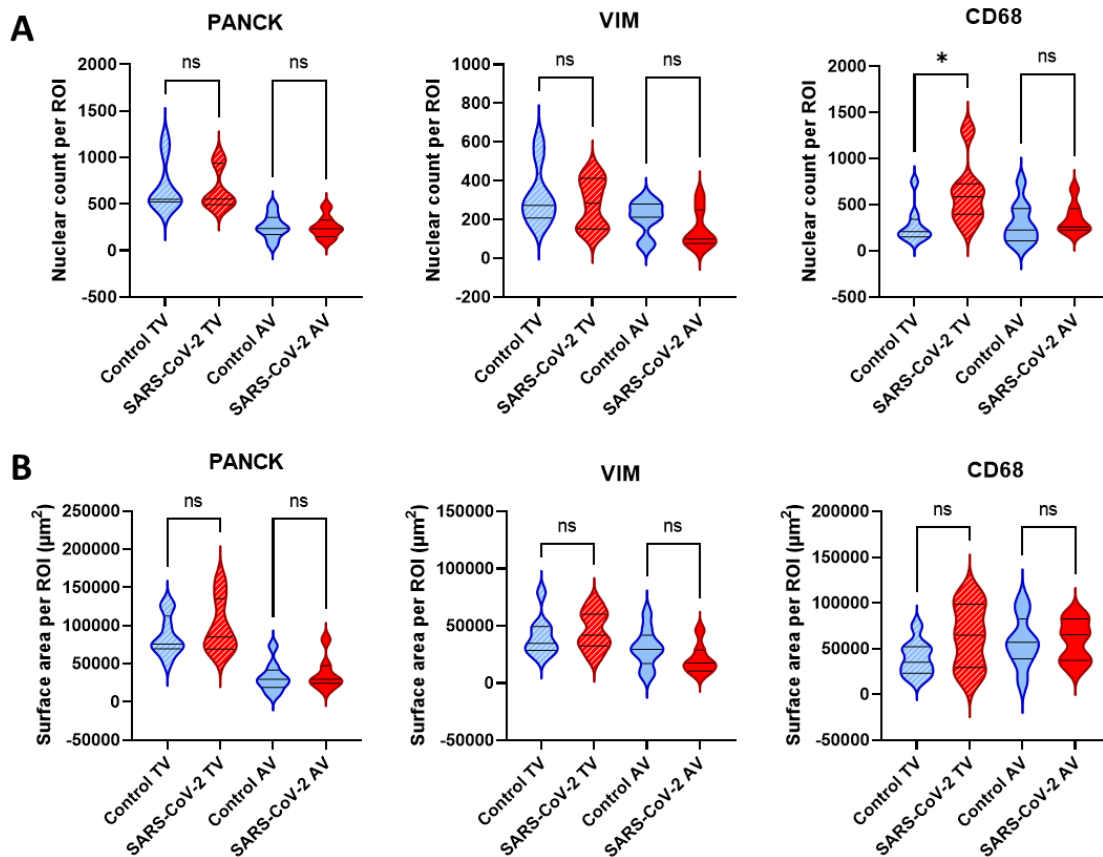 A
PANCK
VIM
CD68
Nuclear count per ROI
2000
1500
1000
500
0
-500
ns
ns
Control TV
SARS-CoV-2 TV
Control AV
SARS-CoV-2 AV
Nuclear count per ROI
1000
800
600
400
200
0
-200
ns
ns
Control TV
SARS-CoV-2 TV
Control AV
SARS-CoV-2 AV
Nuclear count per ROI
2000
1500
1000
500
0
-500
*
ns
Control TV
SARS-CoV-2 TV
Control AV
SARS-CoV-2 AV
B
PANCK
VIM
CD68
Surface area per ROI (µm²)
250000
200000
150000
100000
50000
0
-50000
ns
ns
Control TV
SARS-CoV-2 TV
Control AV
SARS-CoV-2 AV
Surface area per ROI (µm²)
150000
100000
50000
0
-50000
ns
ns
Control TV
SARS-CoV-2 TV
Control AV
SARS-CoV-2 AV
Surface area per ROI (µm²)
200000
150000
100000
50000
0
-50000
ns
ns
Control TV
SARS-CoV-2 TV
Control AV
SARS-CoV-2 AV